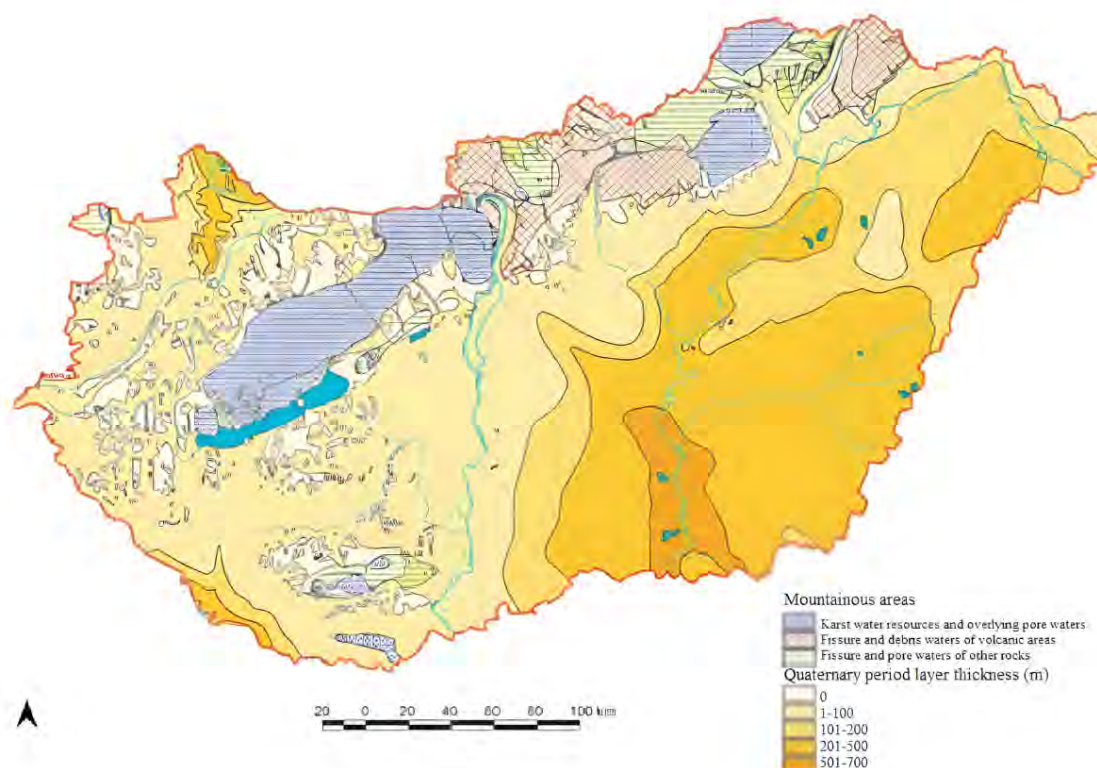 Mountainous areas
Karst water resources and overlying pore waters
Fissure and debris waters of volcanic areas
Fissure and pore waters of other rocks
Quaternary period layer thickness (m)
0
1-100
101-200
201-500
501-700
20 0 20 40 60 80 100 km